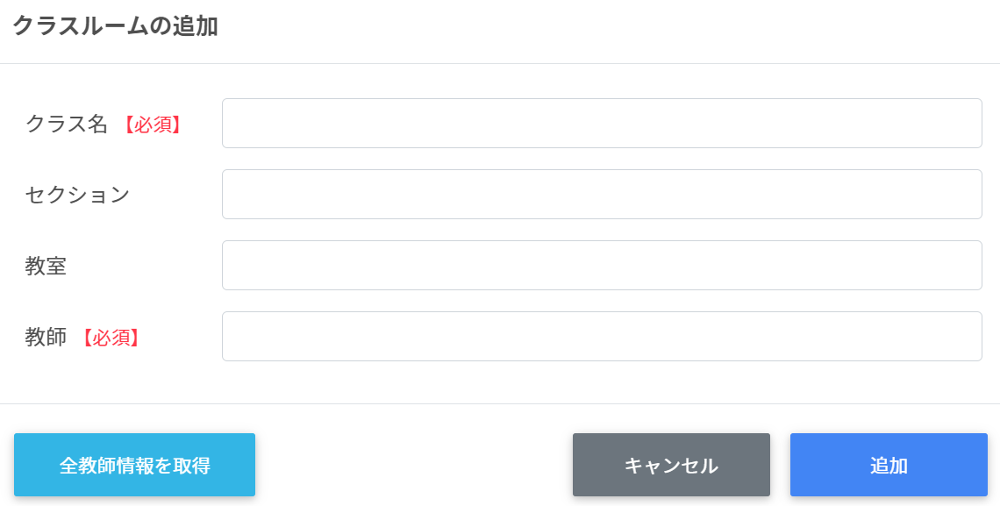 クラスルームの追加
クラス名 【必須】
セクション
教室
教師 【必須】
全教師情報を取得
キャンセル
追加